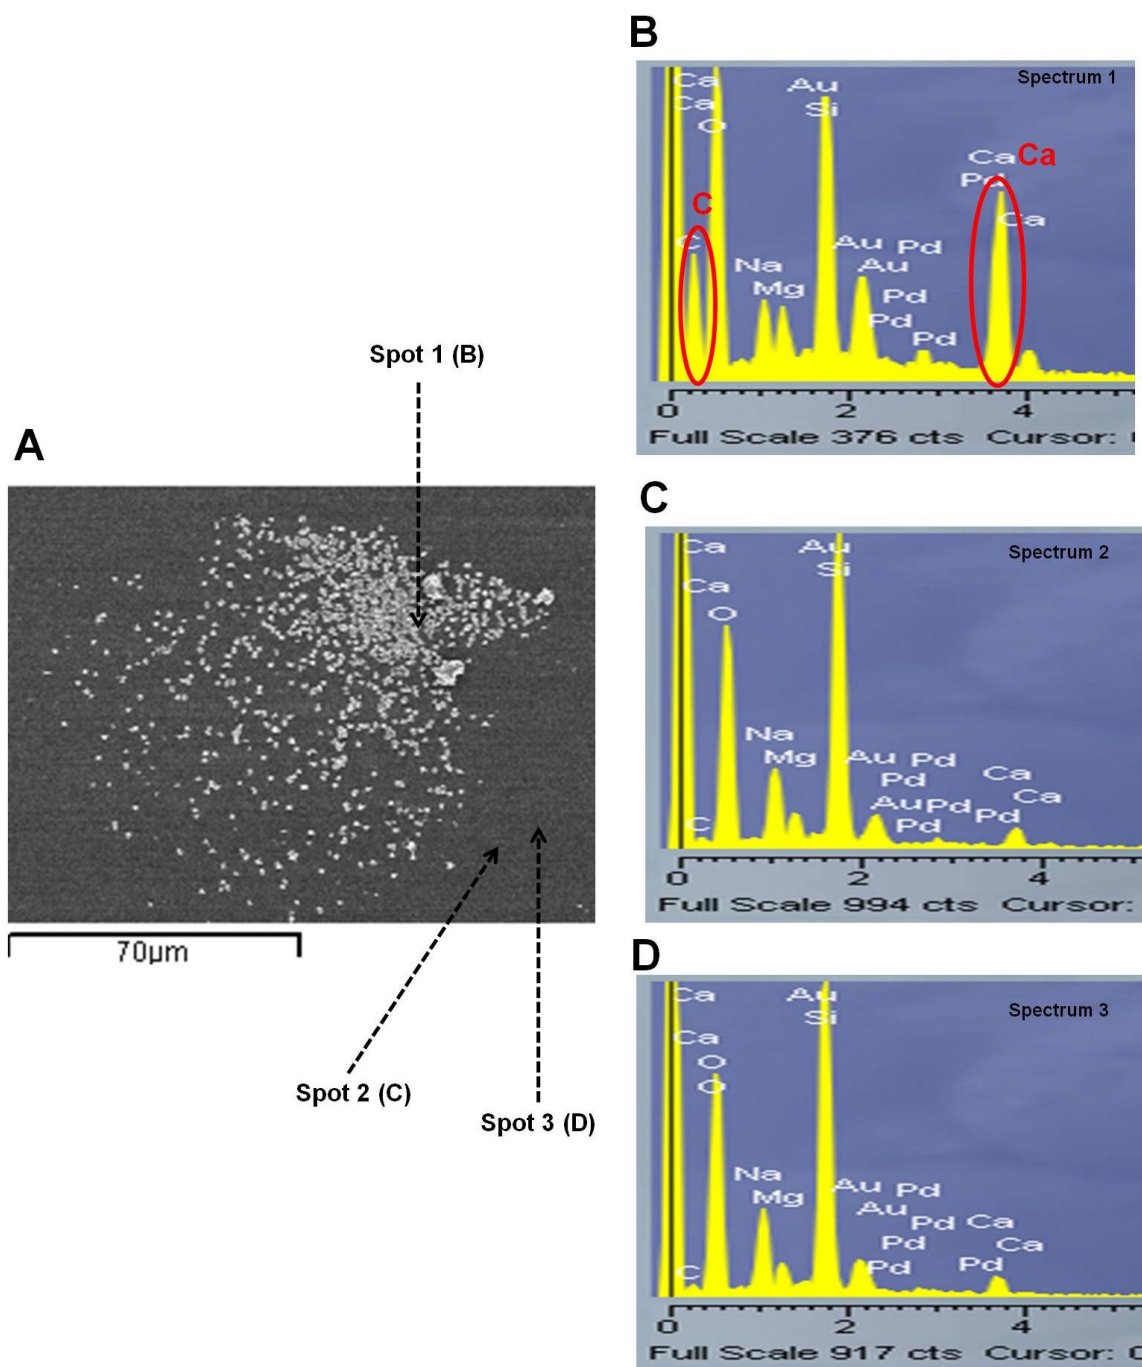 A
Spot 1 (B)
70µm
Spot 2 (C)
Spot 3 (D)
B
Spectrum 1
Ca
Ca
O
Au
Si
Ca Ca
Pd
Ca
C
C
Au Pd
Na Au
Mg Pd
Pd
Pd
0 2 4
Full Scale 376 cts Cursor:
C
Spectrum 2
Ca
Ca
O
Au
Si
Na
Mg
Au Pd
Pd
Au Pd
Pd
Ca
Ca
Pd
C
0 2 4
Full Scale 994 cts Cursor:
D
Spectrum 3
Ca
Ca
O
O
Au
Si
Na
Mg
Au Pd
Au
Pd
Pd
Pd
Ca
Ca
Pd
C
0 2 4
Full Scale 917 cts Cursor: